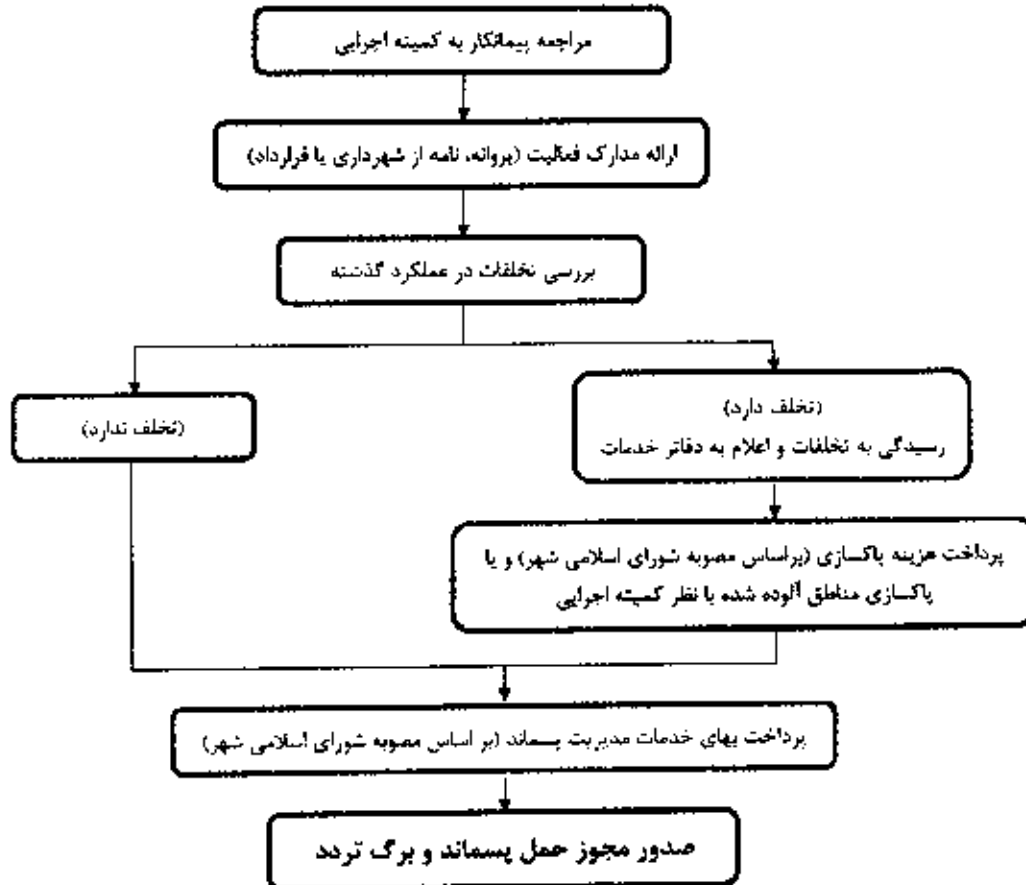 مراجعه پیمانکار به کمیته اجرایی
ارائه مدارک فعالیت (پروانه، نامه از شهرداری یا قرارداد)
بررسی تخلفات در عملکرد گذشته
(تخلف دارد)
رسیدگی به تخلفات و اعلام به دفاتر خدمات
(تخلف ندارد)
پرداخت هزینه پاکسازی (براساس مصوبه شورای اسلامی شهر) و یا
پاکسازی مناطق آلوده شده با نظر کمیته اجرایی
پرداخت بهای خدمات مدیریت پسماند (بر اساس مصوبه شورای اسلامی شهر)
صدور مجوز حمل پسماند و برگ تردد